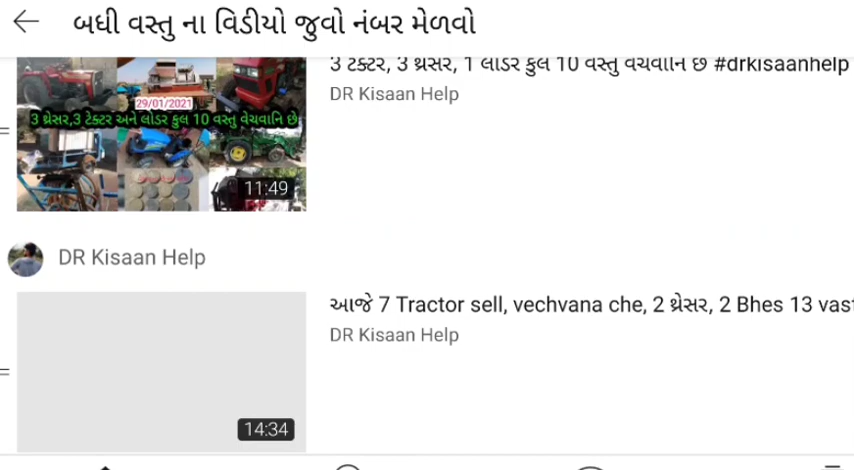 બધી વસ્તુ ના વિડીયો જુવો નંબર મેળવો
3 ટેક્ટર, 3 થ્રેસર, 1 લોડર કુલ 10 વસ્તુ વેચવાની છે #drkisaanhelp
DR Kisaan Help
29/01/2021
3 થ્રેસર,3 ટેક્ટર અને લોડર કુલ 10 વસ્તુ વેચવાનિ છે
11:49
DR Kisaan Help
આજે 7 Tractor sell, vechvana che, 2 થ્રેસર, 2 Bhes 13 vast
DR Kisaan Help
14:34